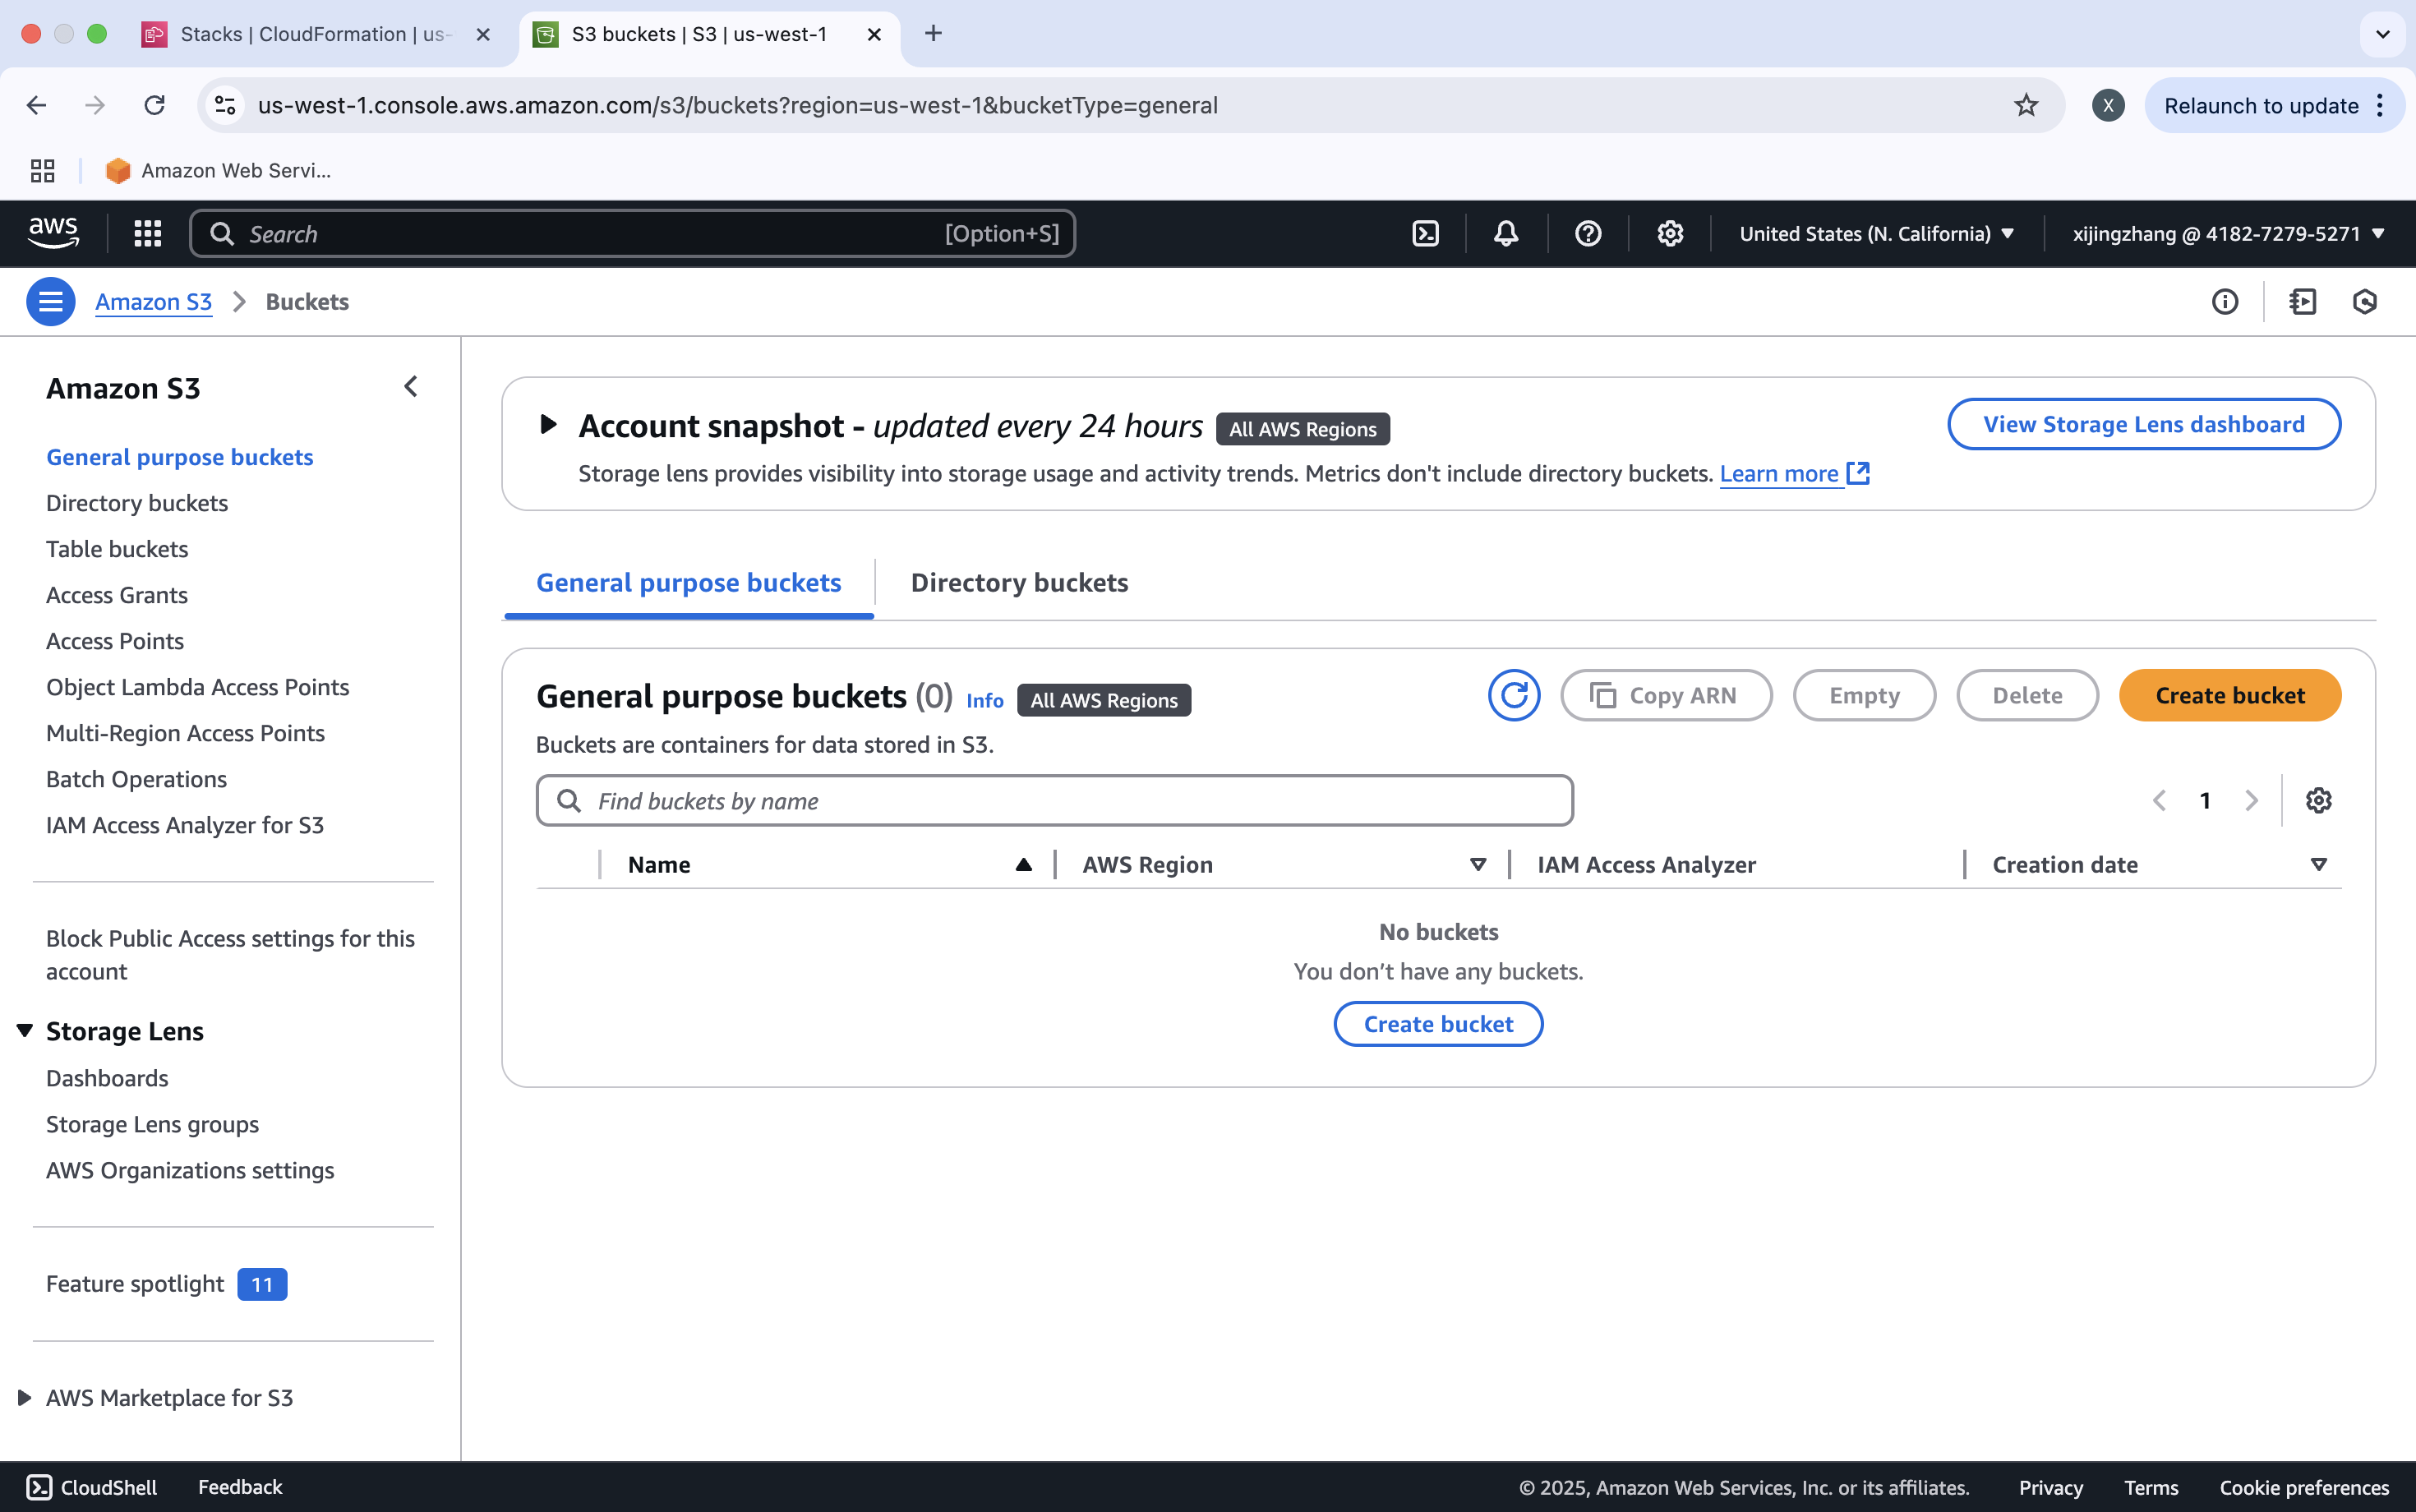 Stacks | CloudFormation | us-
S3 buckets | S3 | us-west-1
us-west-1.console.aws.amazon.com/s3/buckets?region=us-west-1&bucketType=general
X
Relaunch to update
Amazon Web Servi...
aws
Search
[Option+S]
United States (N. California)
xijingzhang @ 4182-7279-5271
Amazon S3
Buckets
Amazon S3
General purpose buckets
Directory buckets
Table buckets
Access Grants
Access Points
Object Lambda Access Points
Multi-Region Access Points
Batch Operations
IAM Access Analyzer for S3
Block Public Access settings for this
account
Storage Lens
Dashboards
Storage Lens groups
AWS Organizations settings
Feature spotlight 11
AWS Marketplace for S3
Account snapshot - updated every 24 hours All AWS Regions
View Storage Lens dashboard
Storage lens provides visibility into storage usage and activity trends. Metrics don't include directory buckets. Learn more
General purpose buckets
Directory buckets
General purpose buckets (0) Info All AWS Regions
Copy ARN
Empty
Delete
Create bucket
Buckets are containers for data stored in S3.
Find buckets by name
1
Name
AWS Region
IAM Access Analyzer
Creation date
No buckets
You don’t have any buckets.
Create bucket
CloudShell
Feedback
© 2025, Amazon Web Services, Inc. or its affiliates.
Privacy
Terms
Cookie preferences